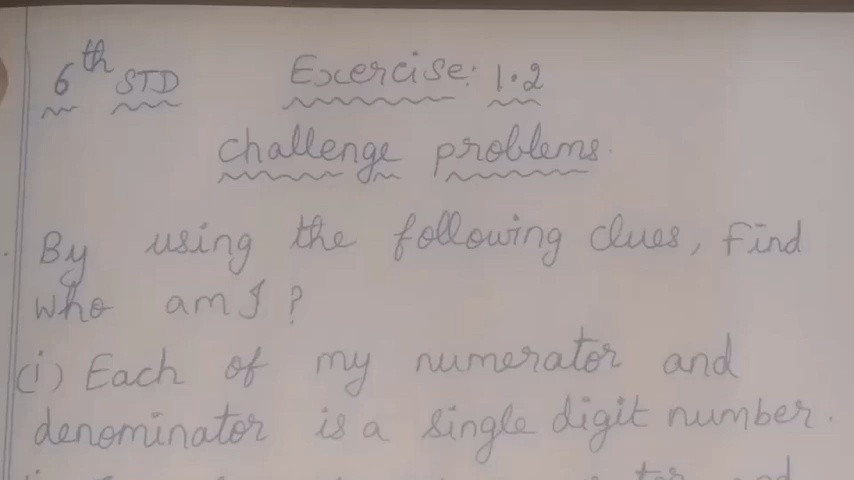 6th STD Exercise: 1.2
challenge problems.
By using the following clues, Find
who am I ?
(i) Each of my numerator and
denominator is a single digit number.